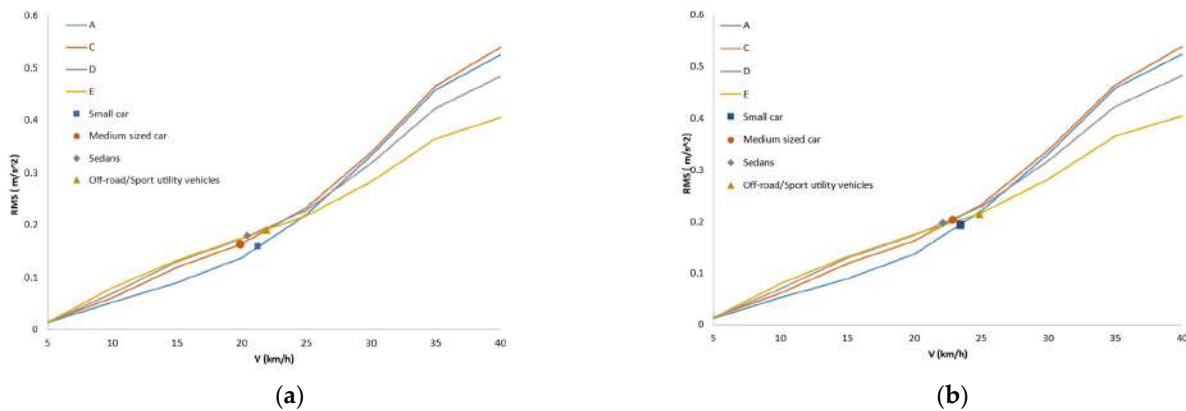 0.6
0.5
0.4
0.3
0.2
0.1
0
RMS ( m/s^2)
A
C
D
E
Small car
Medium sized car
Sedans
Off-road/Sport utility vehicles
5 10 15 20 25 30 35 40
V (km/h)
(a)
0.6
0.5
0.4
0.3
0.2
0.1
0
RMS ( m/s^2)
A
C
D
E
Small car
Medium sized car
Sedans
Off-road/Sport utility vehicles
5 10 15 20 25 30 35 40
V (km/h)
(b)